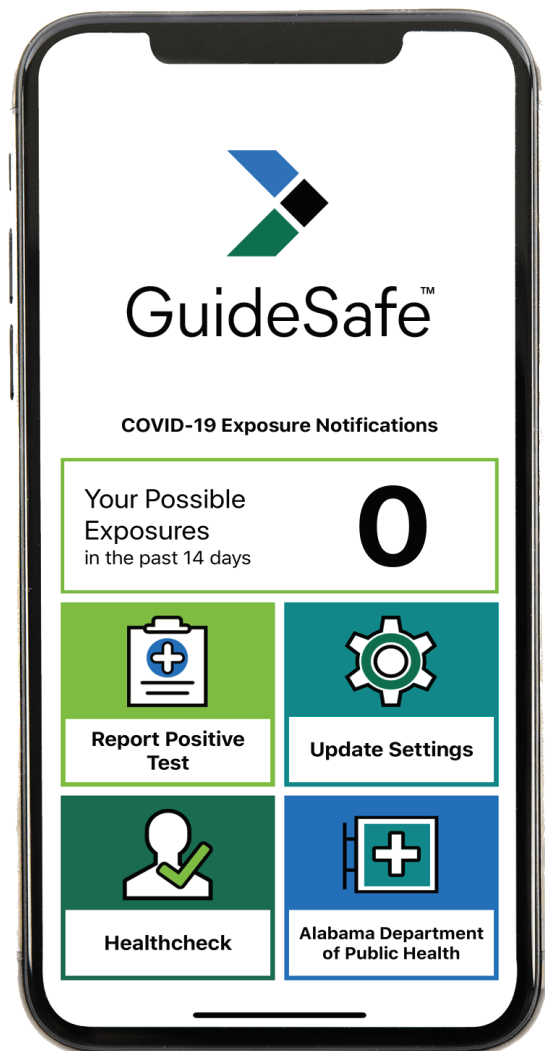 GuideSafe™
COVID-19 Exposure Notifications
Your Possible
Exposures
in the past 14 days
0
Report Positive
Test
Update Settings
Healthcheck
Alabama Department
of Public Health